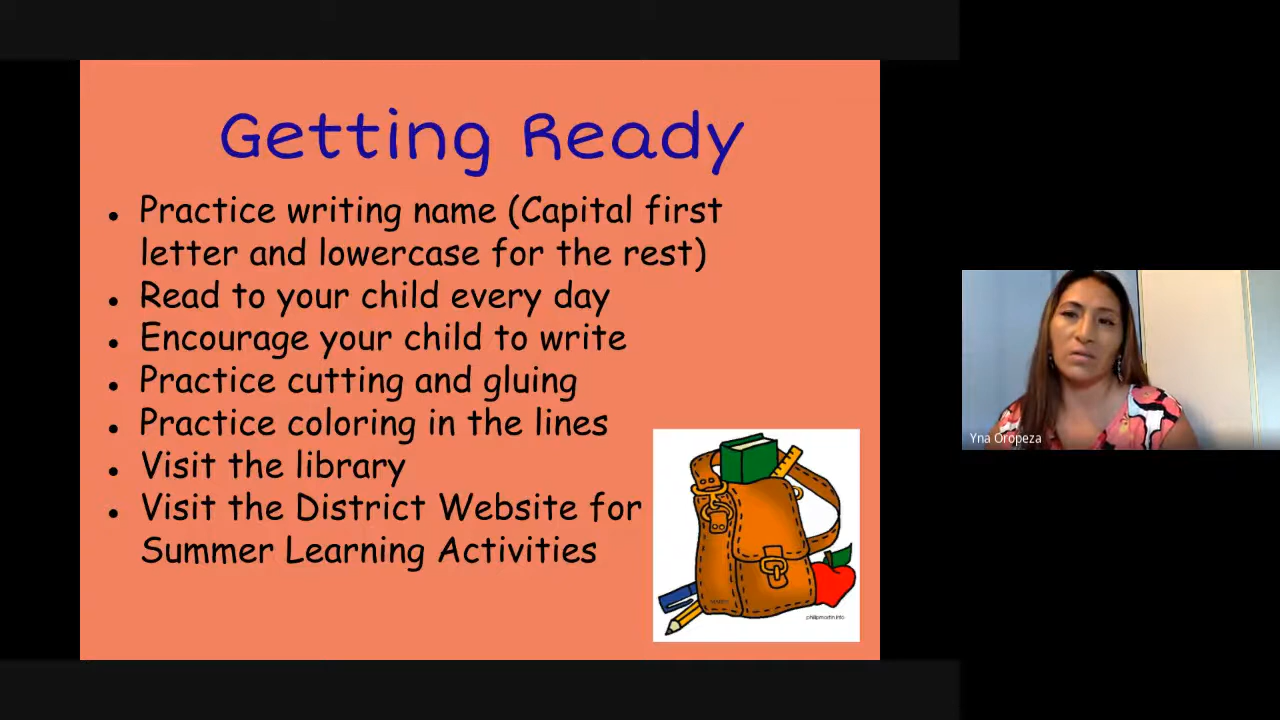 Getting Ready
Practice writing name (Capital first
letter and lowercase for the rest)
Read to your child every day
Encourage your child to write
Practice cutting and gluing
Practice coloring in the lines
Visit the library
Visit the District Website for
Summer Learning Activities
philipmartin.info
Yna Oropeza